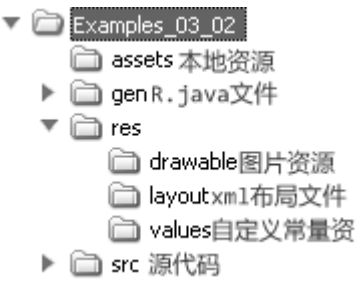 Examples_03_02
assets 本地资源
gen R.java文件
res
drawable图片资源
layoutxml布局文件
values自定义常量资
src 源代码